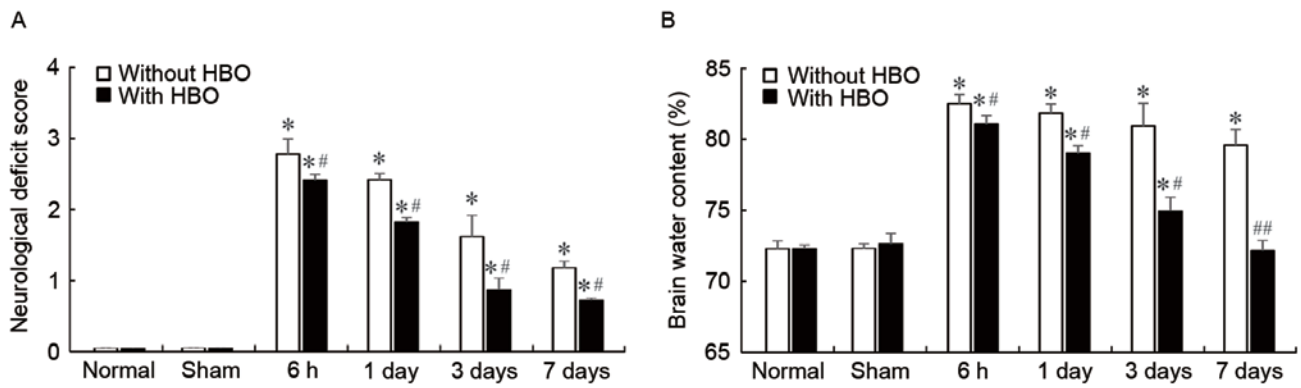 A
Neurological deficit score
4
3
2
1
0
Without HBO
With HBO
*
*#
*
*#
*
*#
*
*#
Normal Sham 6 h 1 day 3 days 7 days
B
Brain water content (%)
85
80
75
70
65
Without HBO
With HBO
*
*#
*
*#
*
*#
*
##
Normal Sham 6 h 1 day 3 days 7 days